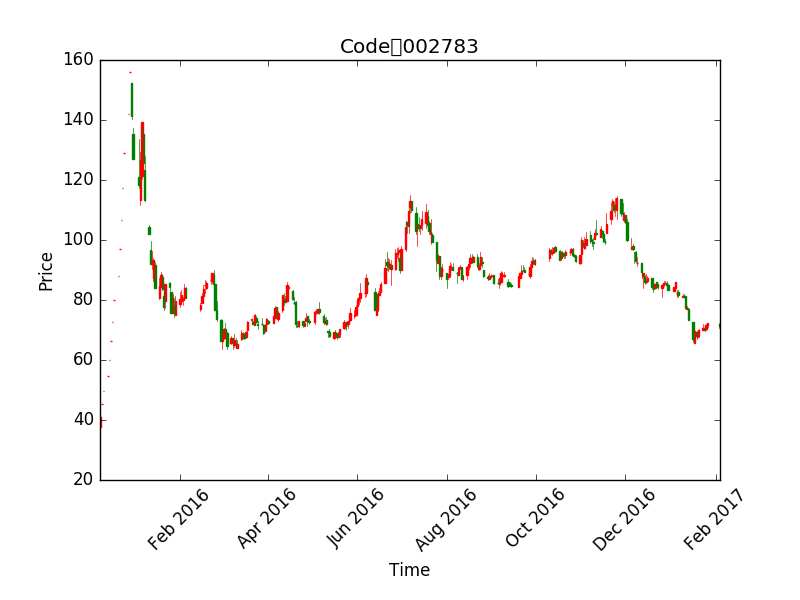 Code▯002783
160
140
120
100
80
60
40
20
Price
Feb 2016
Apr 2016
Jun 2016
Aug 2016
Oct 2016
Dec 2016
Feb 2017
Time